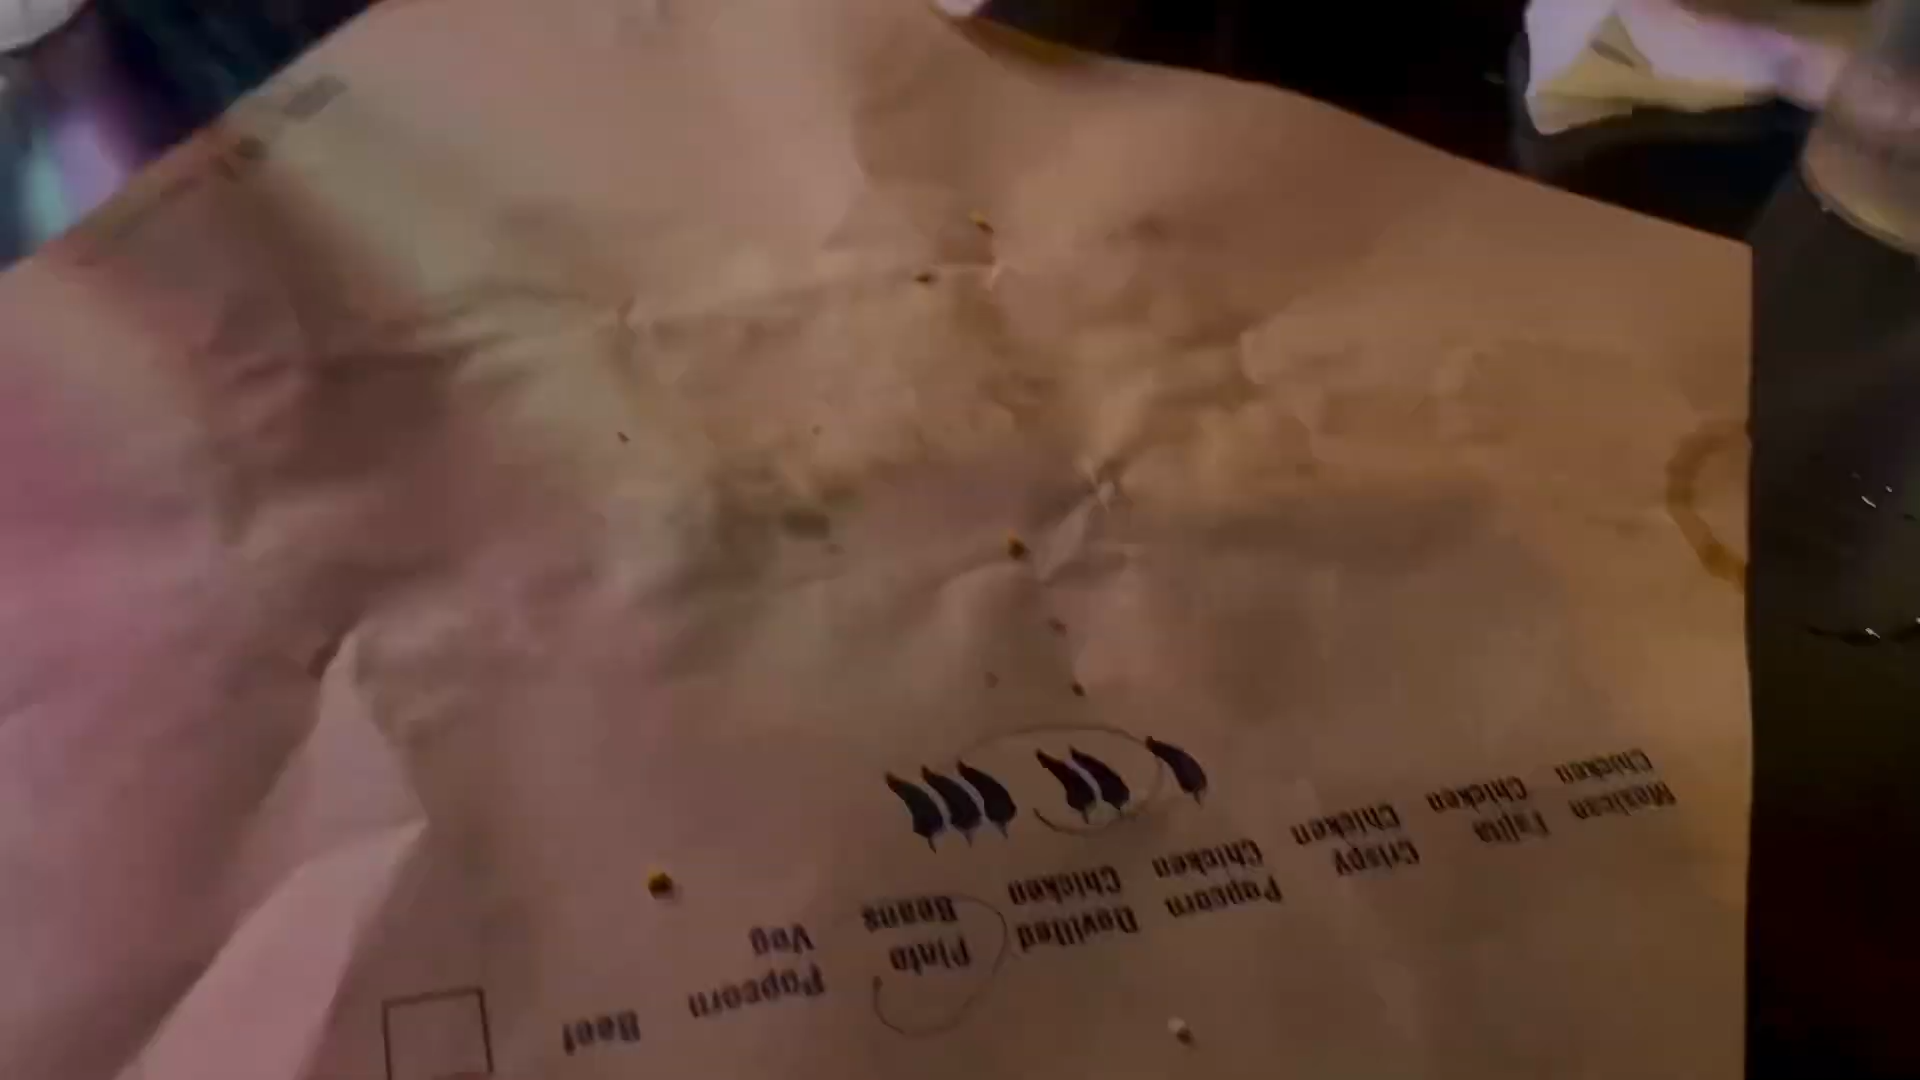 Beef
Popcorn
Veg
Pinto
Beans
Devilled
Chicken
Popcorn
Chicken
Crispy
Chicken
Fajita
Chicken
Mexican
Chicken